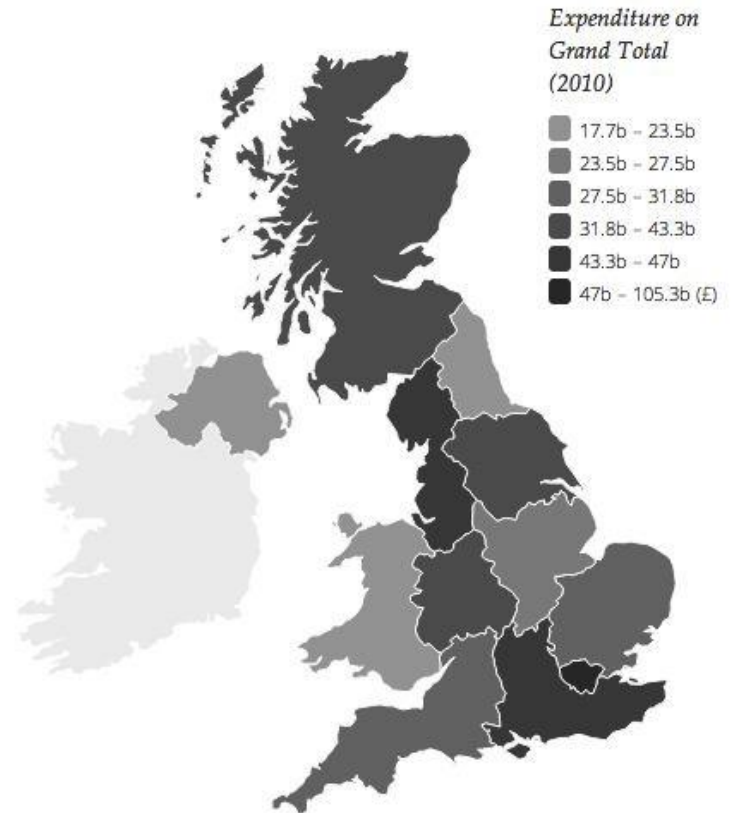 Expenditure on
Grand Total
(2010)
17.7b – 23.5b
23.5b – 27.5b
27.5b – 31.8b
31.8b – 43.3b
43.3b – 47b
47b – 105.3b (£)